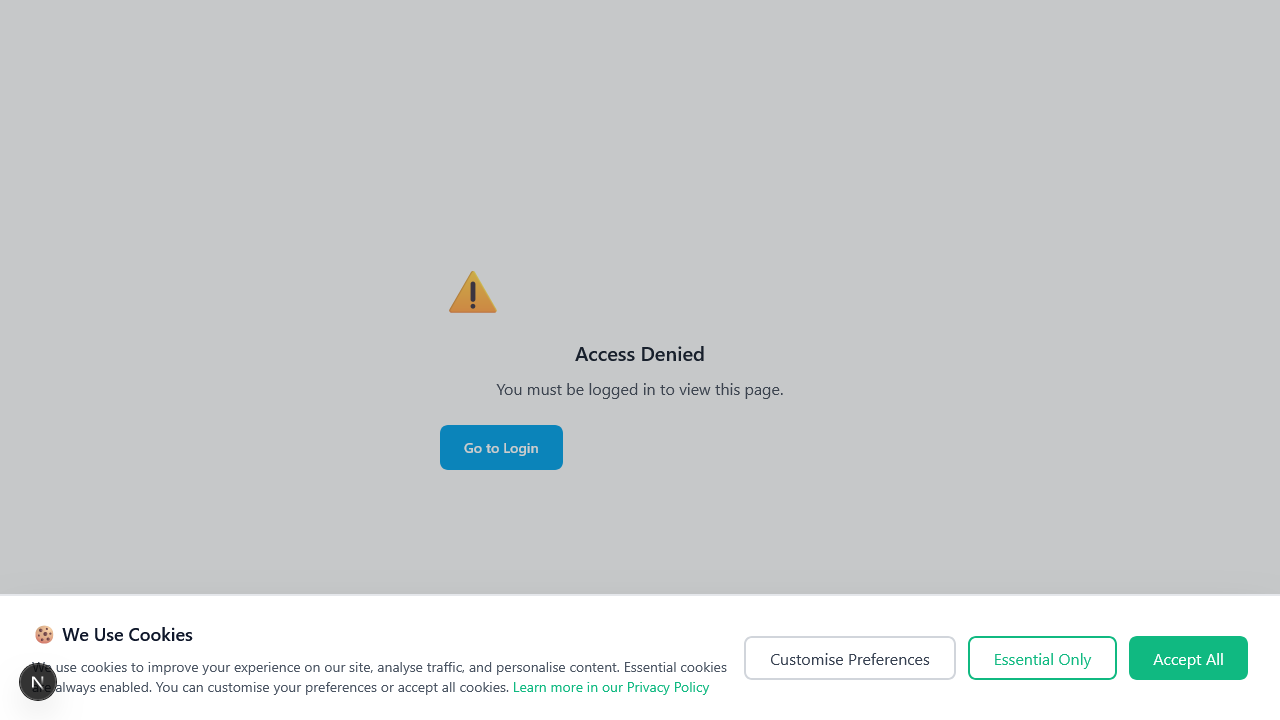 Access Denied
You must be logged in to view this page.
Go to Login
🍪 We Use Cookies
We use cookies to improve your experience on our site, analyse traffic, and personalise content. Essential cookies
are always enabled. You can customise your preferences or accept all cookies. Learn more in our Privacy Policy
Customise Preferences
Essential Only
Accept All
N